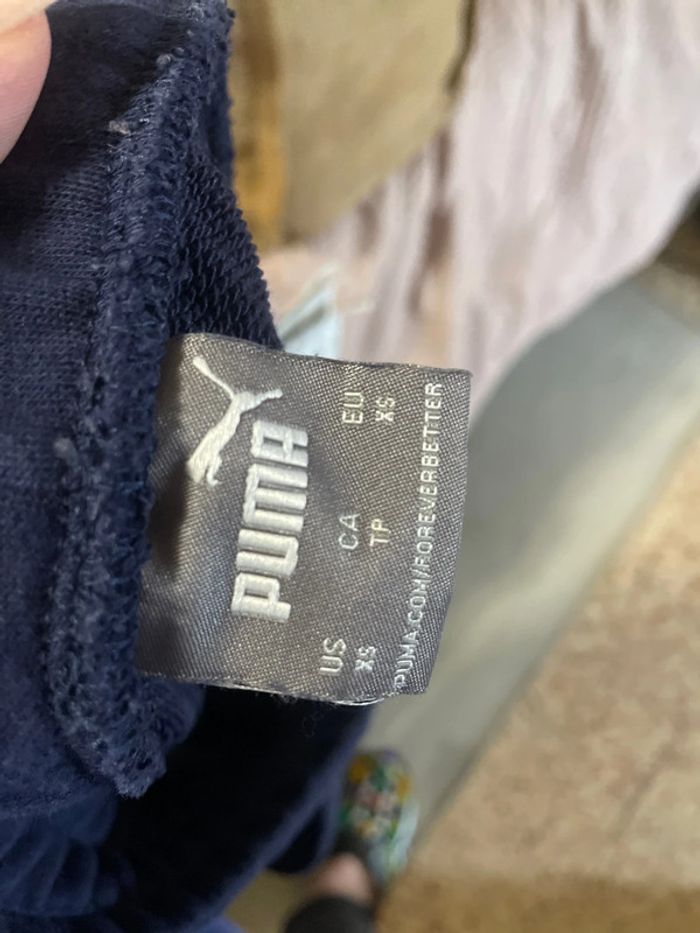 PUMA
US CA EU
XS TP XS
PUMA.COM/FOREVERBETTER